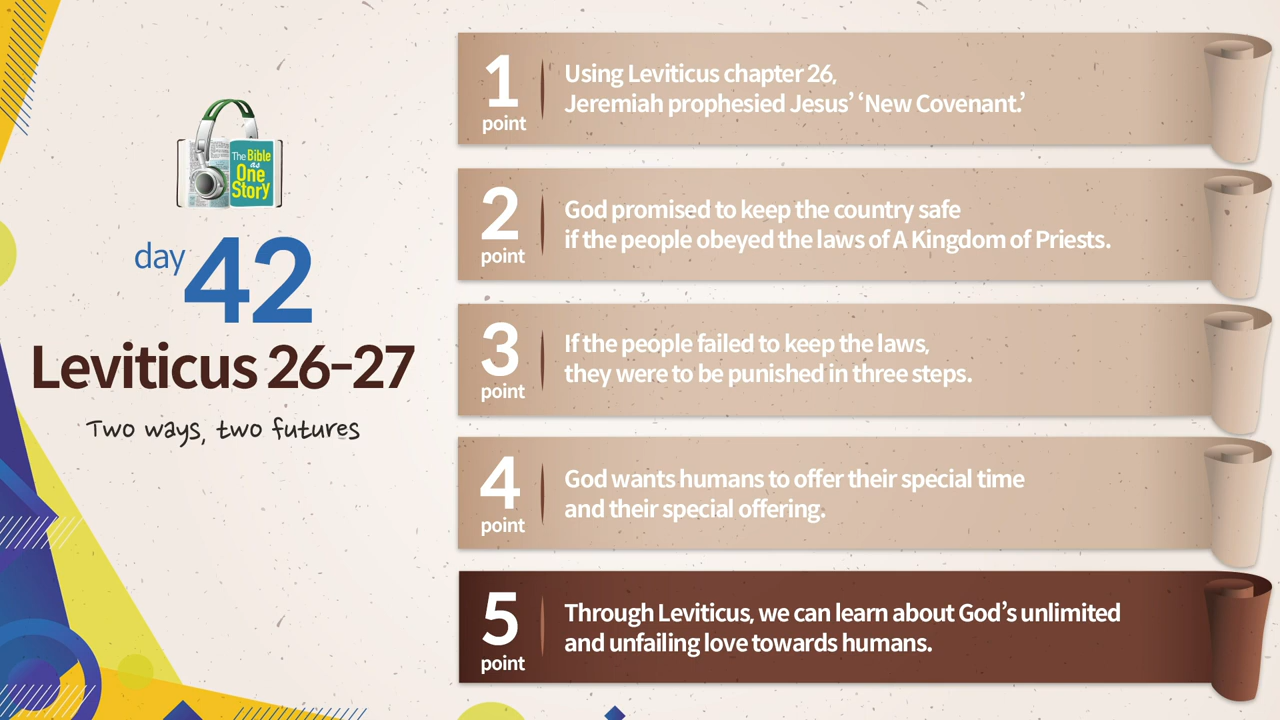 The Bible
as
One
Story
day 42
Leviticus 26-27
Two ways, two futures
1
point
Using Leviticus chapter 26,
Jeremiah prophesied Jesus’ ‘New Covenant.’
2
point
God promised to keep the country safe
if the people obeyed the laws of A Kingdom of Priests.
3
point
If the people failed to keep the laws,
they were to be punished in three steps.
4
point
God wants humans to offer their special time
and their special offering.
5
point
Through Leviticus, we can learn about God’s unlimited
and unfailing love towards humans.